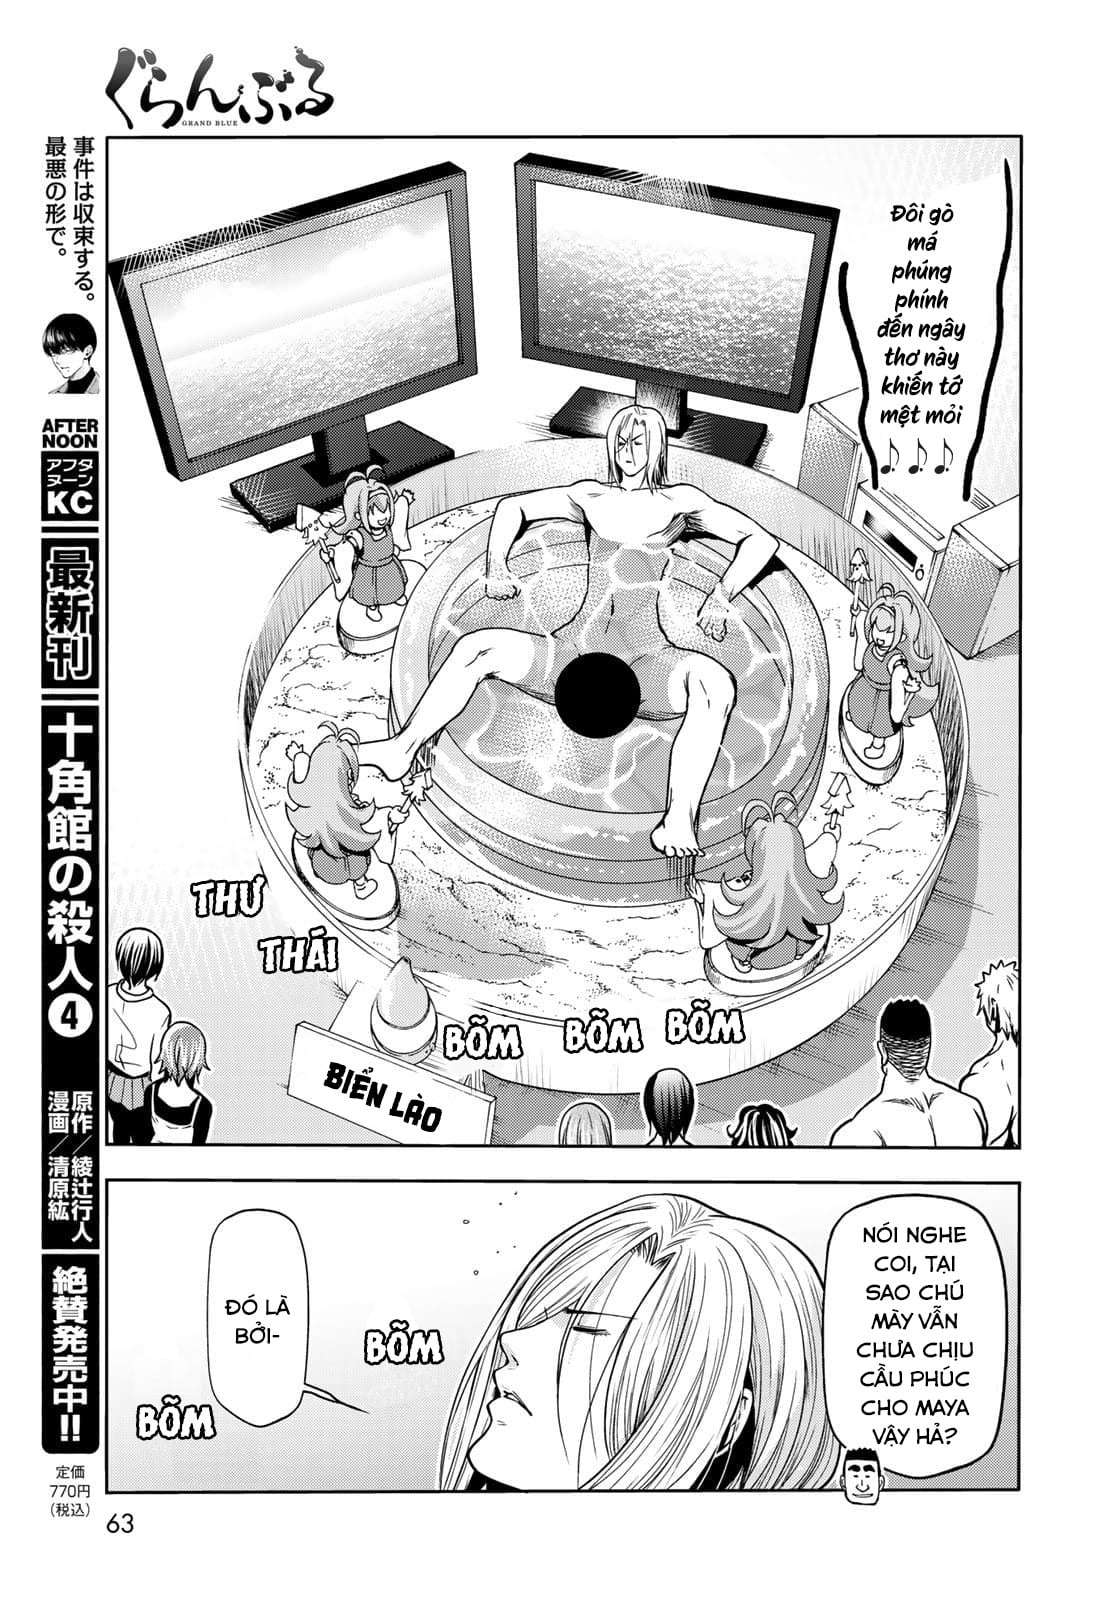 ぐらんぶる
GRAND BLUE
事件は収束する。
最悪の形で。
AFTER
NOON
アフタ
ヌーン
KC
最新刊
十角館の殺人4
原作／綾辻行人
漫画／清原紘
絶賛発売中!!
定価
770円
(税込)
Đôi gò
má
phúng
phính
đến ngây
thơ này
khiến tớ
mệt mỏi
♪ ♪ ♪
THƯ
THÁI
BÕM
BÕM
BÕM
BIỂN LÀO
NÓI NGHE
COI, TẠI
SAO CHÚ
MÀY VẪN
CHƯA CHỊU
CẦU PHÚC
CHO MAYA
VẬY HẢ?
ĐÓ LÀ
BỞI-
BÕM
BÕM
63